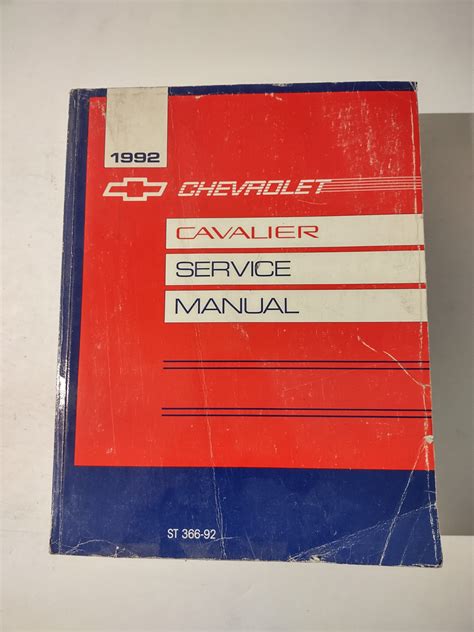 1992
CHEVROLET
CAVALIER
SERVICE
MANUAL
ST 366-92